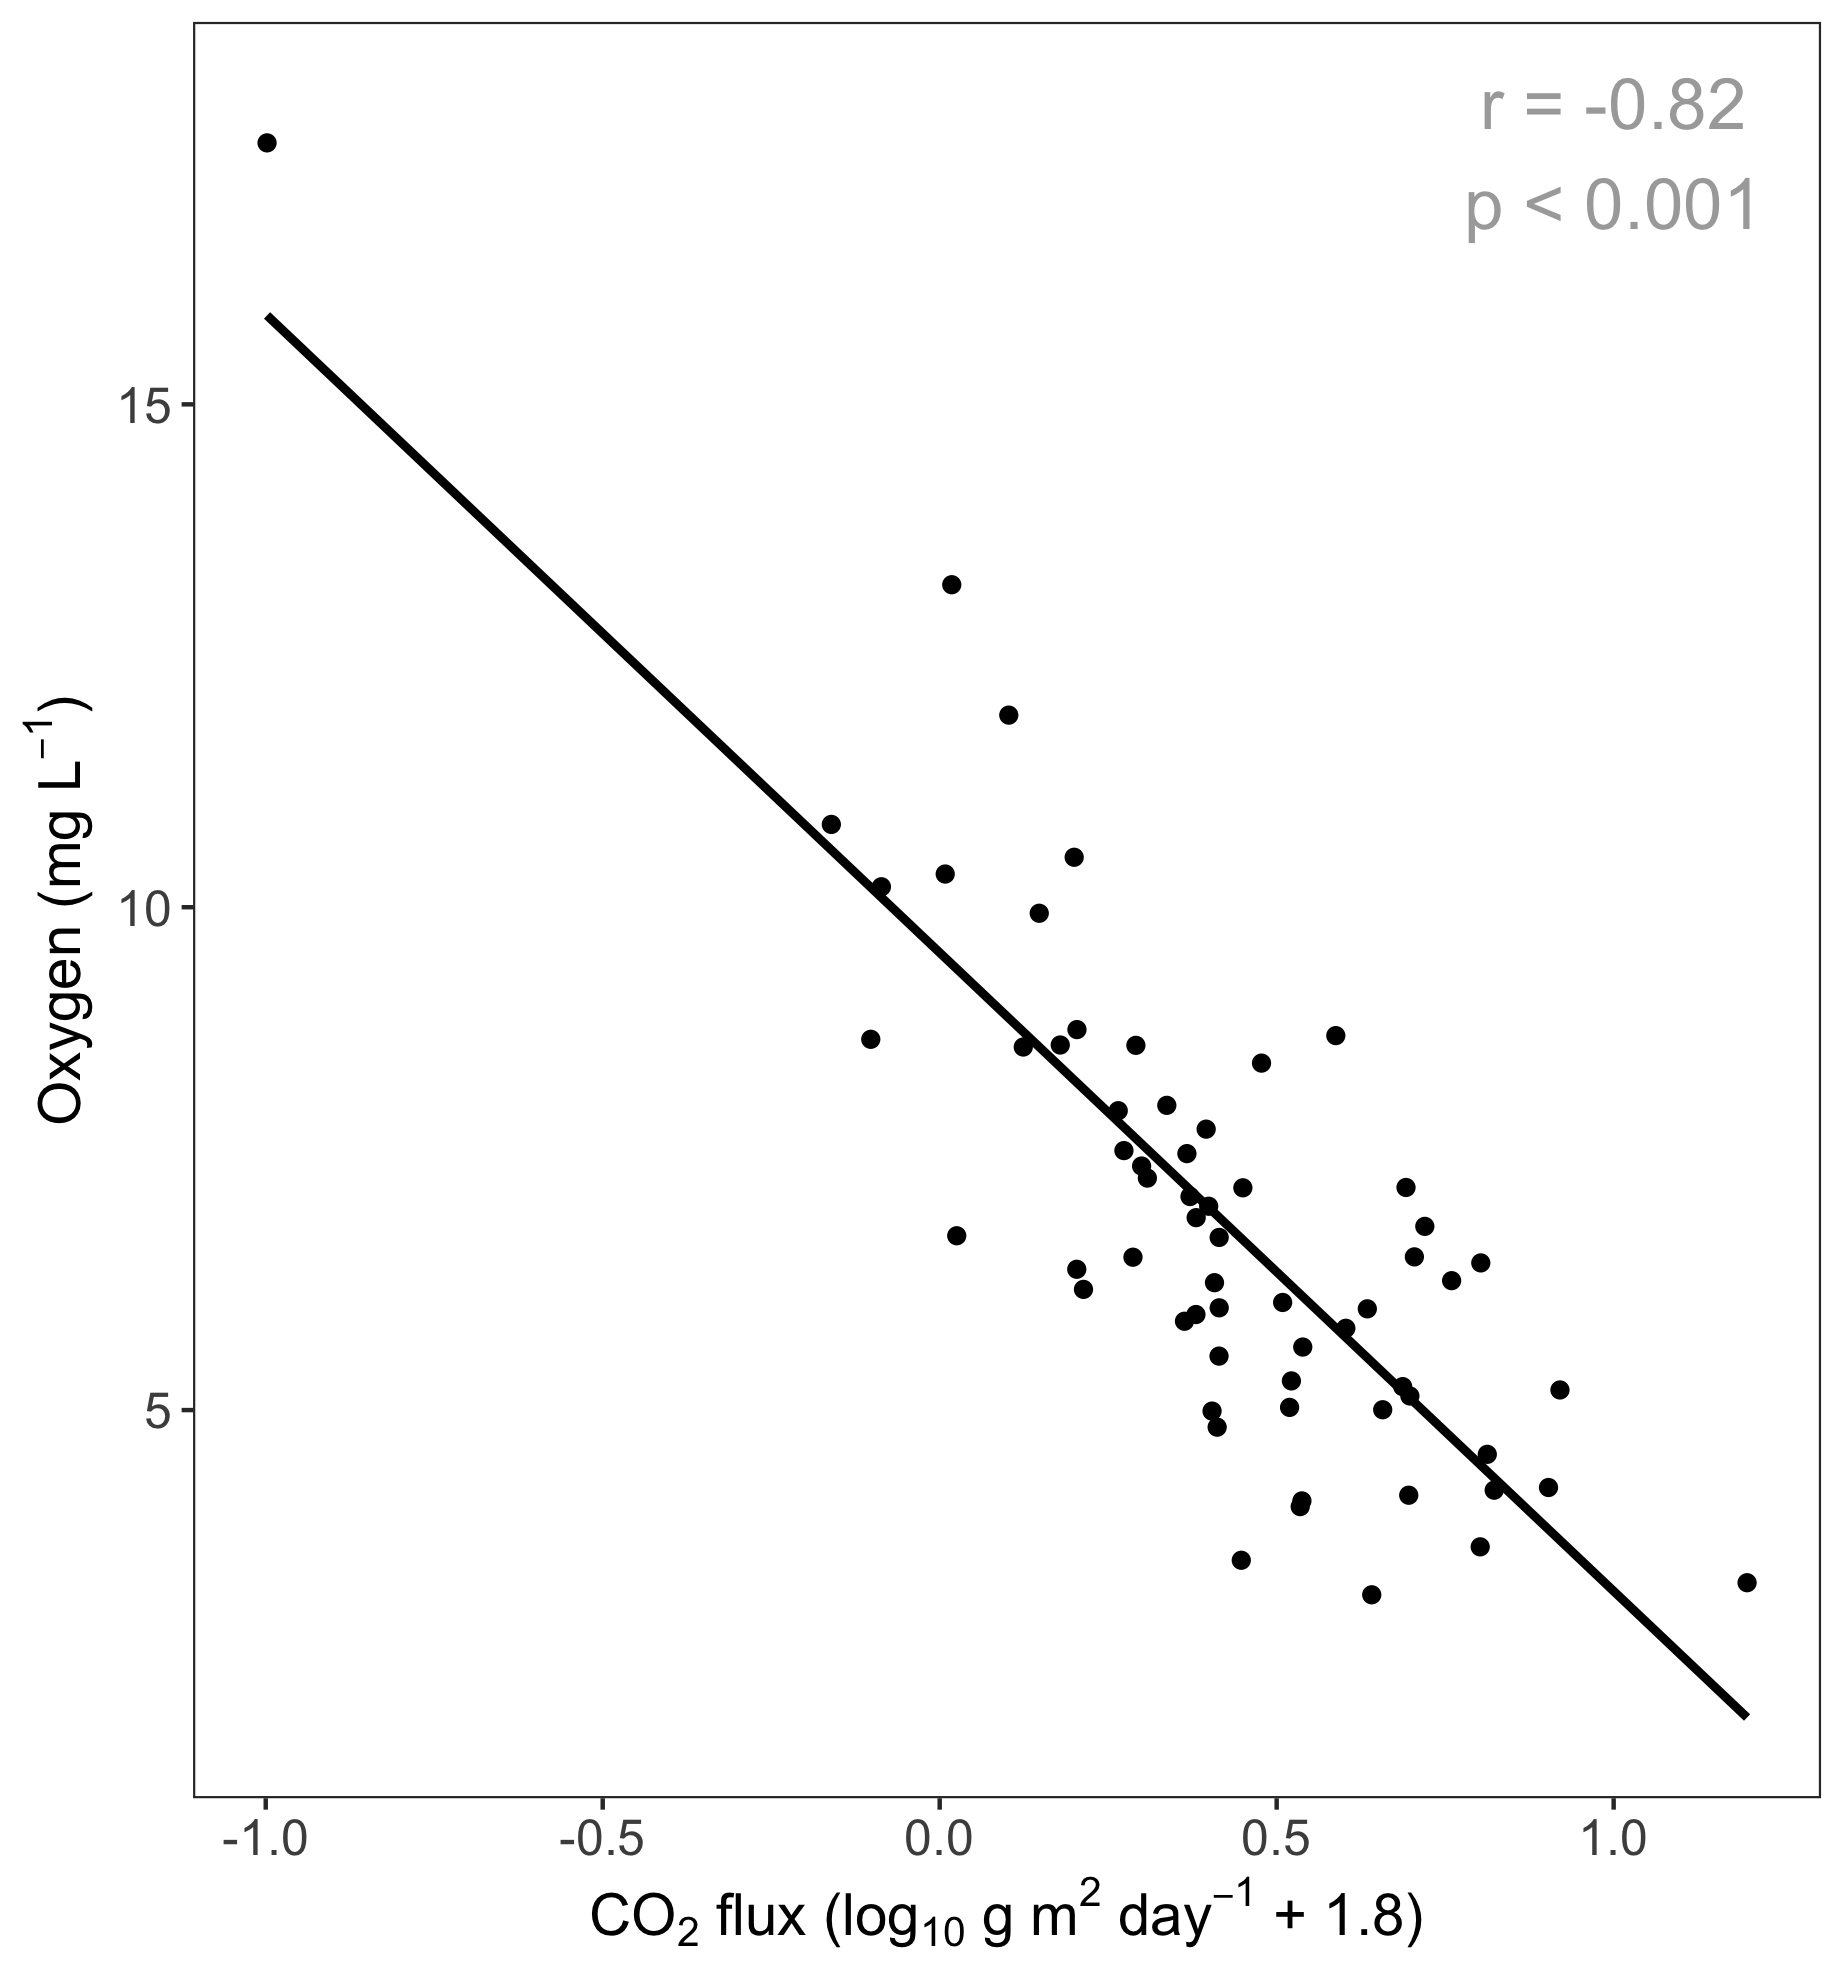 r = -0.82
p < 0.001
15
10
5
Oxygen (mg L⁻¹)
-1.0 -0.5 0.0 0.5 1.0
CO₂ flux (log₁₀ g m² day⁻¹ + 1.8)